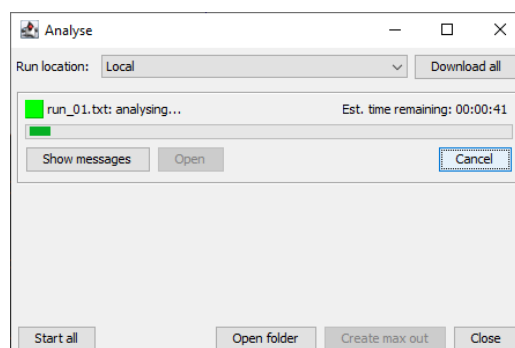 Analyse
Run location: Local Download all
run_01.txt: analysing... Est. time remaining: 00:00:41
Show messages Open Cancel
Start all Open folder Create max out Close